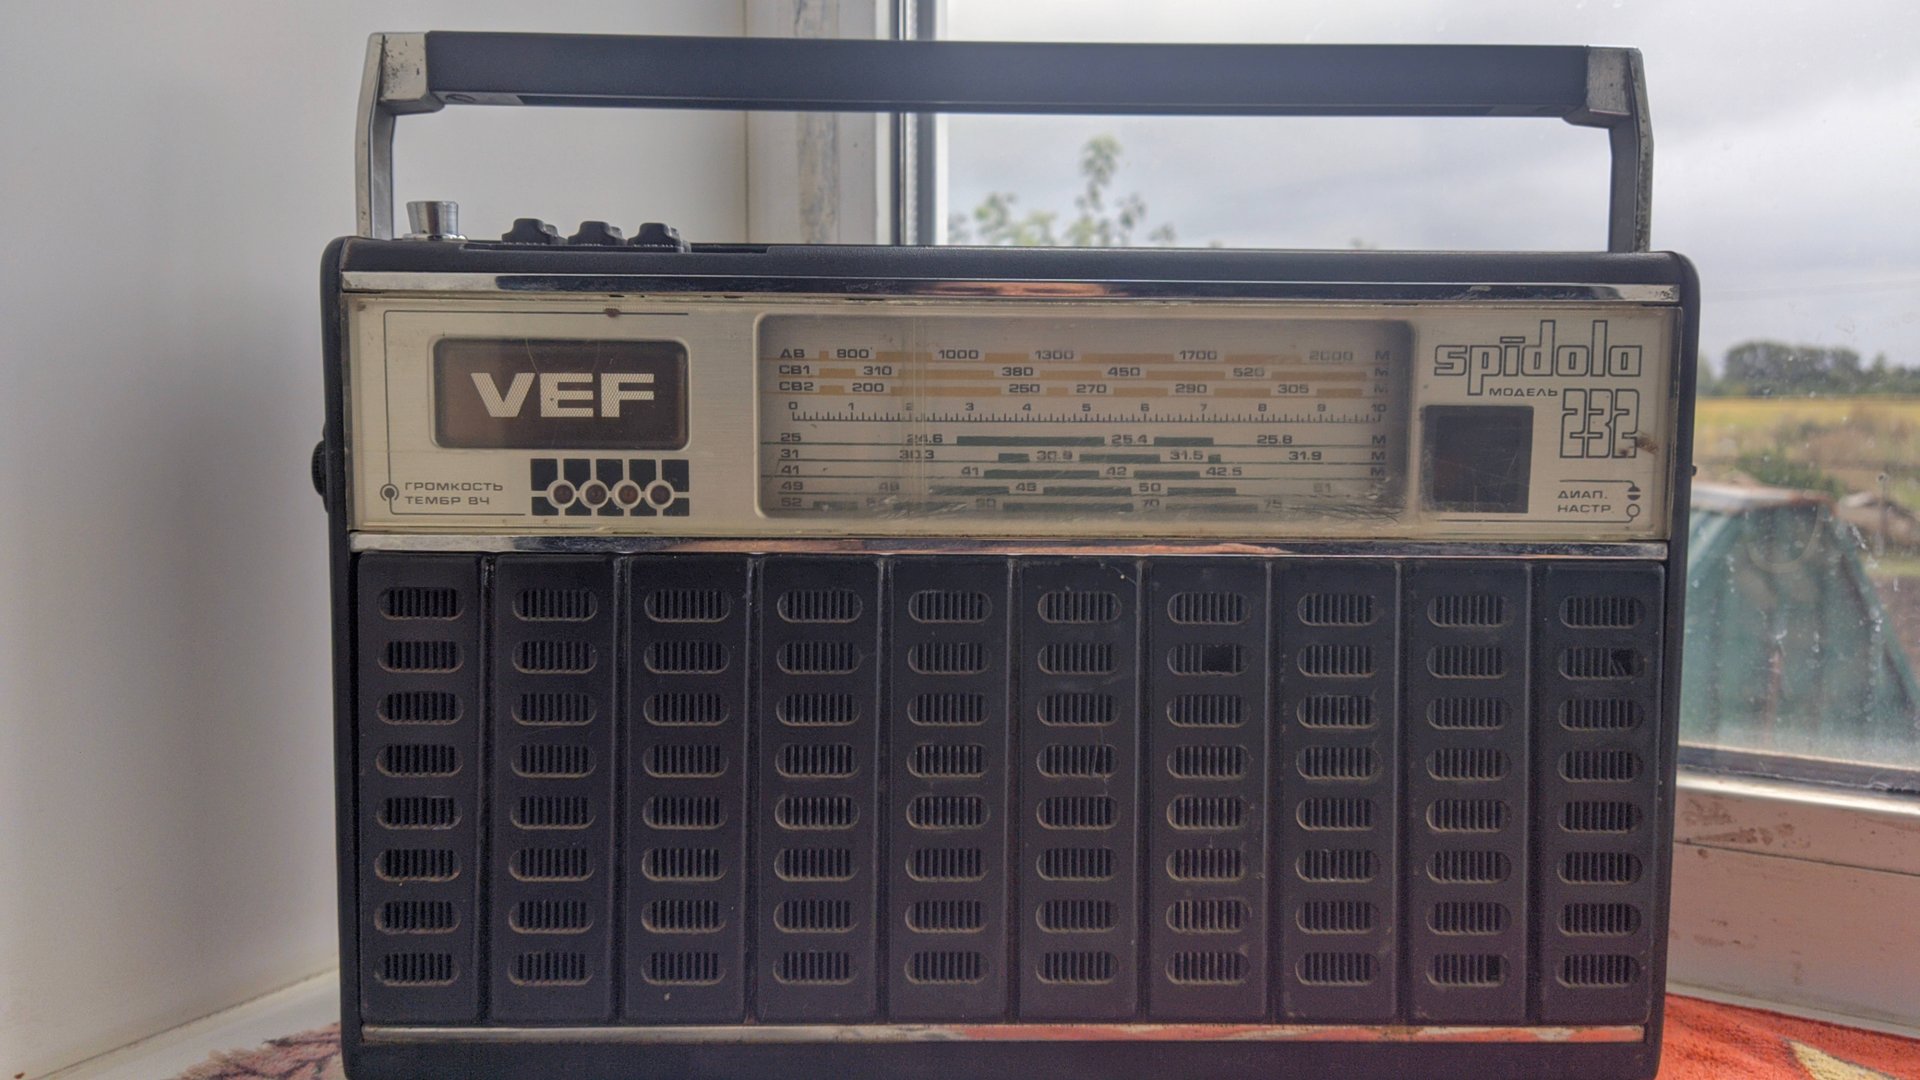 VEF
ГРОМКОСТЬ
ТЕМБР ВЧ
ДВ 800 1000 1300 1700 2000 М
СВ1 310 380 450 520 М
СВ2 200 250 270 290 305 М
0 1 2 3 4 5 6 7 8 9 10
25 24.6 25.4 25.8 М
31 30.3 30.9 31.5 31.9 М
41 41 42 42.5 М
49 49 50 51
52 70 75
spīdola
МОДЕЛЬ
232
ДИАП.
НАСТР.